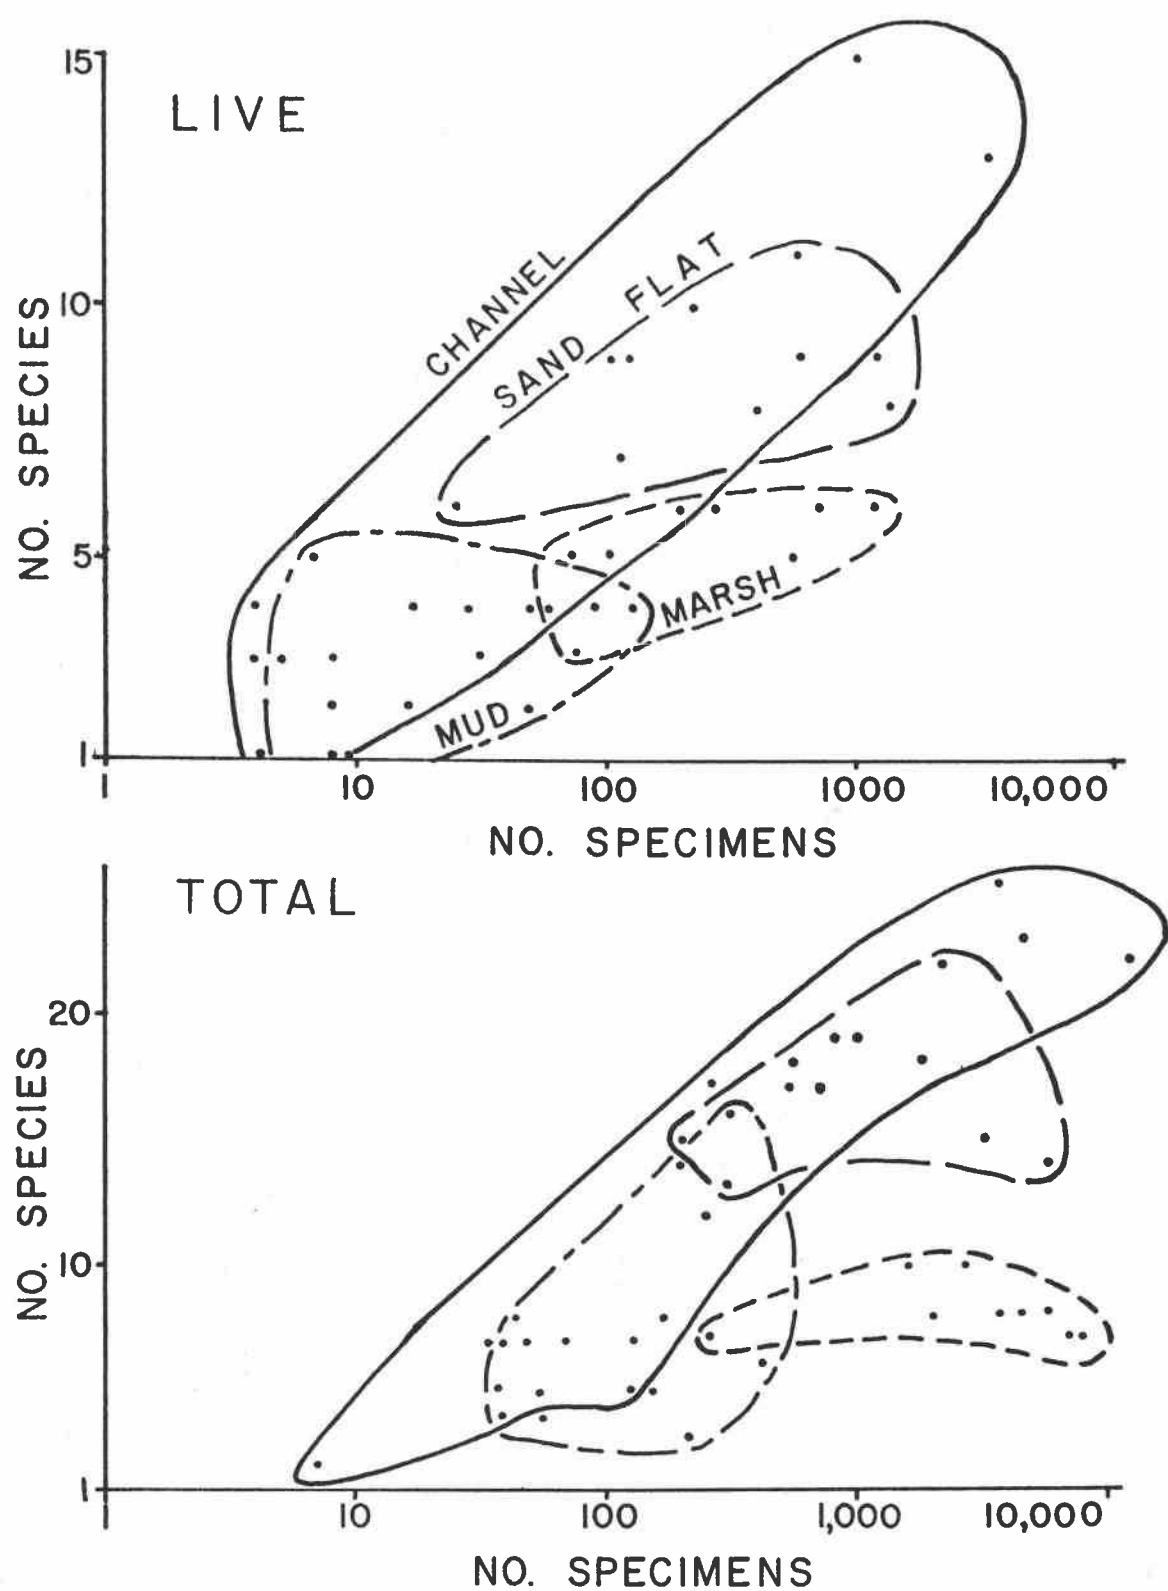 15
LIVE
CHANNEL
SAND FLAT
10
NO. SPECIES
5
MARSH
MUD
1
1 10 100 1000 10,000
NO. SPECIMENS
TOTAL
20
NO. SPECIES
10
1
1 10 100 1,000 10,000
NO. SPECIMENS